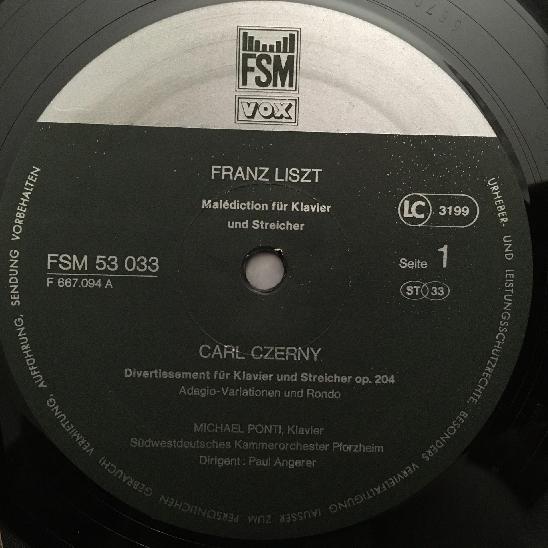 FSM
VOX
FRANZ LISZT
Malédiction für Klavier
und Streicher
LC 3199
FSM 53 033
F 667.094 A
Seite 1
ST 33
CARL CZERNY
Divertissement für Klavier und Streicher op. 204
Adagio-Variationen und Rondo
MICHAEL PONTI, Klavier
Südwestdeutsches Kammerorchester Pforzheim
Dirigent: Paul Angerer
URHEBER- UND LEISTUNGSSCHUTZRECHTE BESONDERS VERVIELFÄLTIGUNG (AUSSER ZUM PERSÖNLICHEN GEBRAUCH) VERMIETUNG, AUFFÜHRUNG, SENDUNG VORBEHALTEN